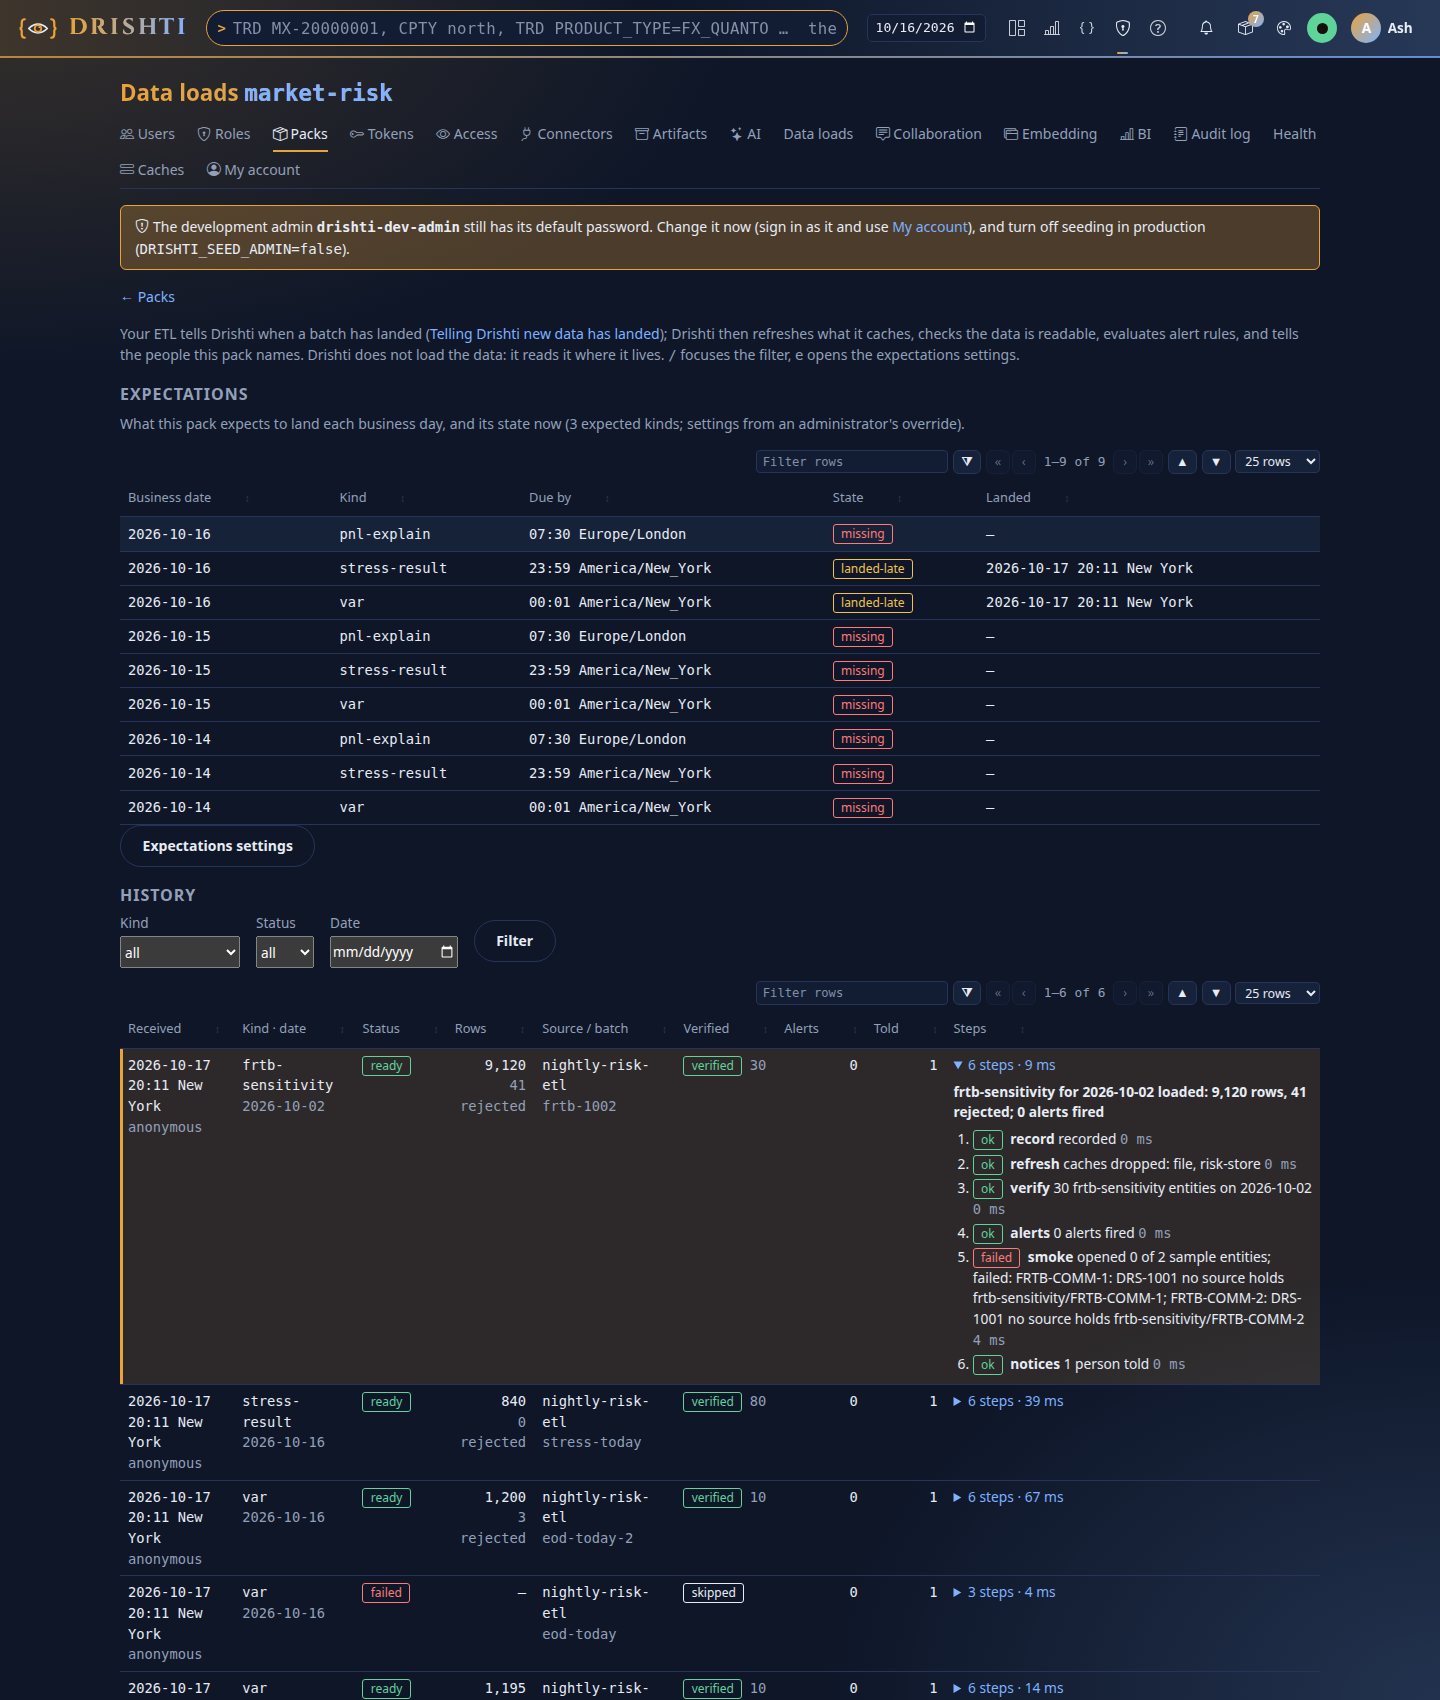 {👁} DRISHTI
> TRD MX-20000001, CPTY north, TRD PRODUCT_TYPE=FX_QUANTO … the
10/16/2026
7
A Ash
Data loads market-risk
Users Roles Packs Tokens Access Connectors Artifacts AI Data loads Collaboration Embedding BI Audit log Health
Caches My account
The development admin drishti-dev-admin still has its default password. Change it now (sign in as it and use My account), and turn off seeding in production
(DRISHTI_SEED_ADMIN=false).
← Packs
Your ETL tells Drishti when a batch has landed (Telling Drishti new data has landed); Drishti then refreshes what it caches, checks the data is readable, evaluates alert rules, and tells
the people this pack names. Drishti does not load the data: it reads it where it lives. / focuses the filter, e opens the expectations settings.
EXPECTATIONS
What this pack expects to land each business day, and its state now (3 expected kinds; settings from an administrator's override).
Filter rows « ‹ 1–9 of 9 › » ▲ ▼ 25 rows
Business date Kind Due by State Landed
2026-10-16 pnl-explain 07:30 Europe/London missing —
2026-10-16 stress-result 23:59 America/New_York landed-late 2026-10-17 20:11 New York
2026-10-16 var 00:01 America/New_York landed-late 2026-10-17 20:11 New York
2026-10-15 pnl-explain 07:30 Europe/London missing —
2026-10-15 stress-result 23:59 America/New_York missing —
2026-10-15 var 00:01 America/New_York missing —
2026-10-14 pnl-explain 07:30 Europe/London missing —
2026-10-14 stress-result 23:59 America/New_York missing —
2026-10-14 var 00:01 America/New_York missing —
Expectations settings
HISTORY
Kind Status Date
all all mm/dd/yyyy Filter
Filter rows « ‹ 1–6 of 6 › » ▲ ▼ 25 rows
Received Kind · date Status Rows Source / batch Verified Alerts Told Steps
2026-10-17 frtb- ready 9,120 nightly-risk- verified 30 0 1 ▼ 6 steps · 9 ms
20:11 New sensitivity 41 etl
York 2026-10-02 rejected frtb-1002
anonymous
frtb-sensitivity for 2026-10-02 loaded: 9,120 rows, 41
rejected; 0 alerts fired
1. ok record recorded 0 ms
2. ok refresh caches dropped: file, risk-store 0 ms
3. ok verify 30 frtb-sensitivity entities on 2026-10-02
0 ms
4. ok alerts 0 alerts fired 0 ms
5. failed smoke opened 0 of 2 sample entities;
failed: FRTB-COMM-1: DRS-1001 no source holds
frtb-sensitivity/FRTB-COMM-1; FRTB-COMM-2: DRS-
1001 no source holds frtb-sensitivity/FRTB-COMM-2
4 ms
6. ok notices 1 person told 0 ms
2026-10-17 stress- ready 840 nightly-risk- verified 80 0 1 ▶ 6 steps · 39 ms
20:11 New result 0 etl
York 2026-10-16 rejected stress-today
anonymous
2026-10-17 var ready 1,200 nightly-risk- verified 10 0 1 ▶ 6 steps · 67 ms
20:11 New 2026-10-16 3 etl
York rejected eod-today-2
anonymous
2026-10-17 var failed — nightly-risk- skipped 0 1 ▶ 3 steps · 4 ms
20:11 New 2026-10-16 etl
York eod-today
anonymous
2026-10-17 var ready 1,195 nightly-risk- verified 10 0 1 ▶ 6 steps · 14 ms